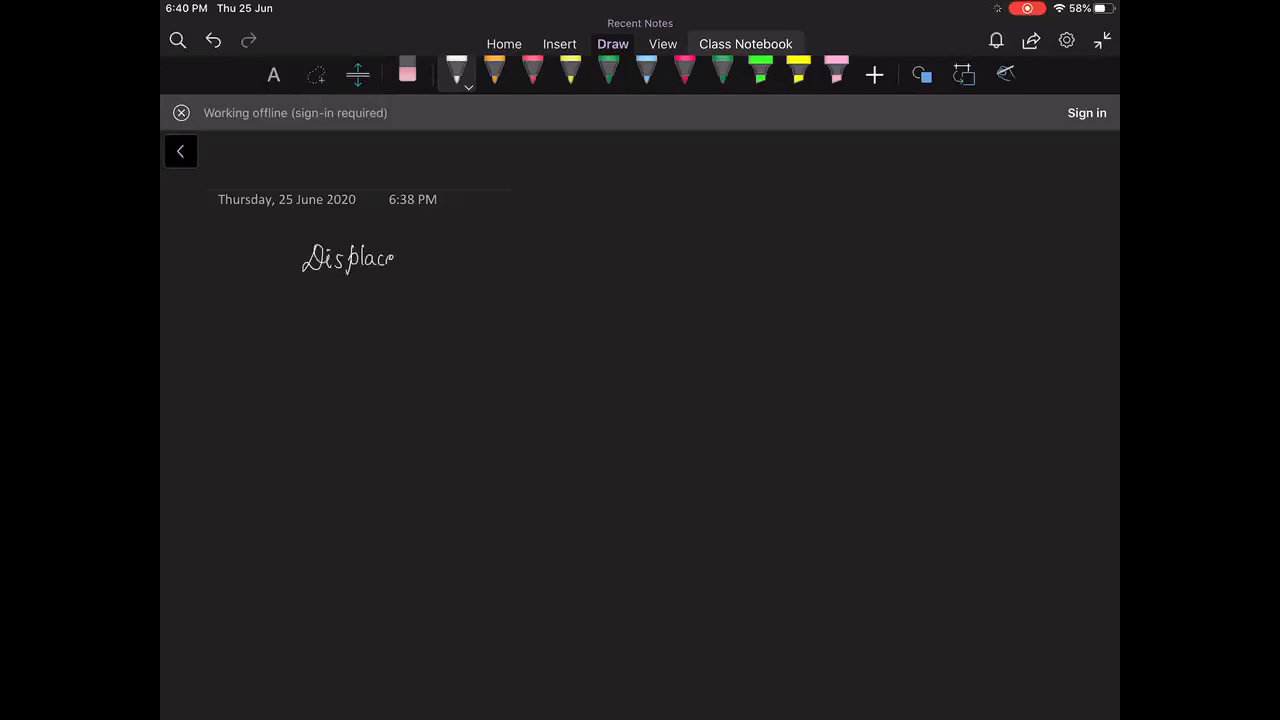 6:40 PM Thu 25 Jun
58%
Recent Notes
Home Insert Draw View Class Notebook
A
Working offline (sign-in required) Sign in
Thursday, 25 June 2020 6:38 PM
Displace